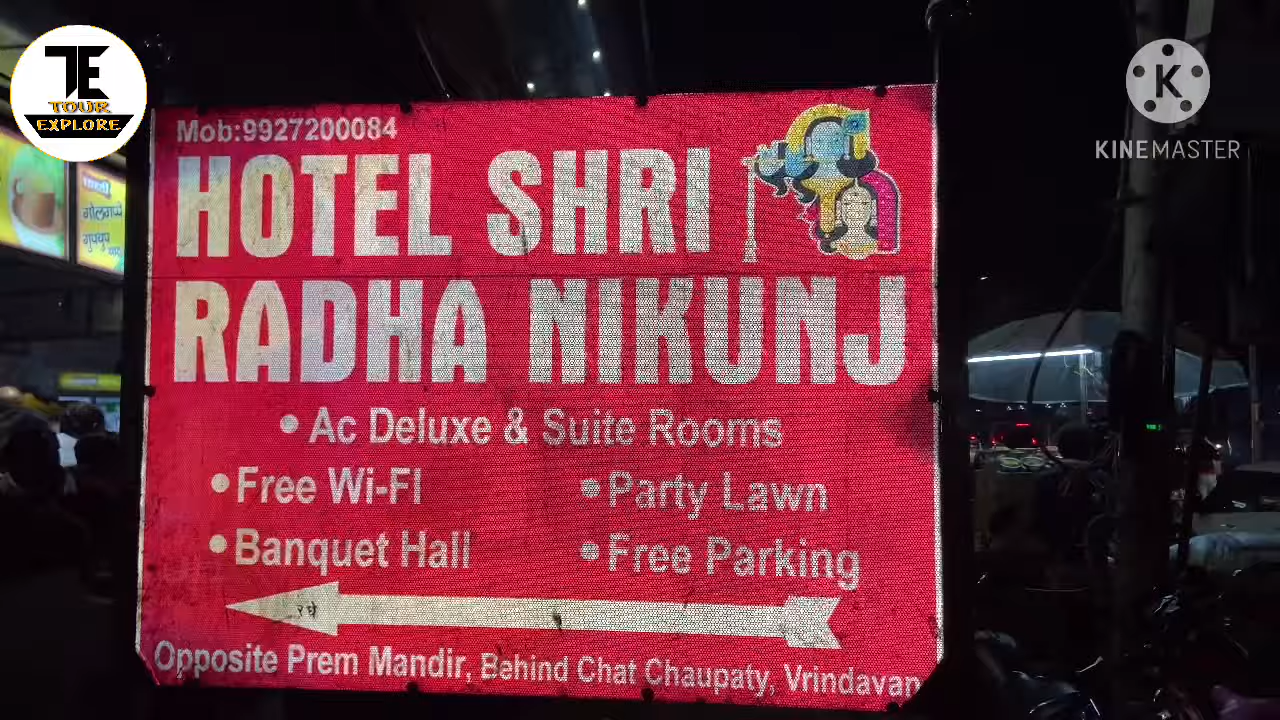 TE
TOUR
EXPLORE
K
KINEMASTER
Mob:9927200084
HOTEL SHRI
RADHA NIKUNJ
• Ac Deluxe & Suite Rooms
• Free Wi-FI
• Party Lawn
• Banquet Hall
• Free Parking
Opposite Prem Mandir, Behind Chat Chaupaty, Vrindavan